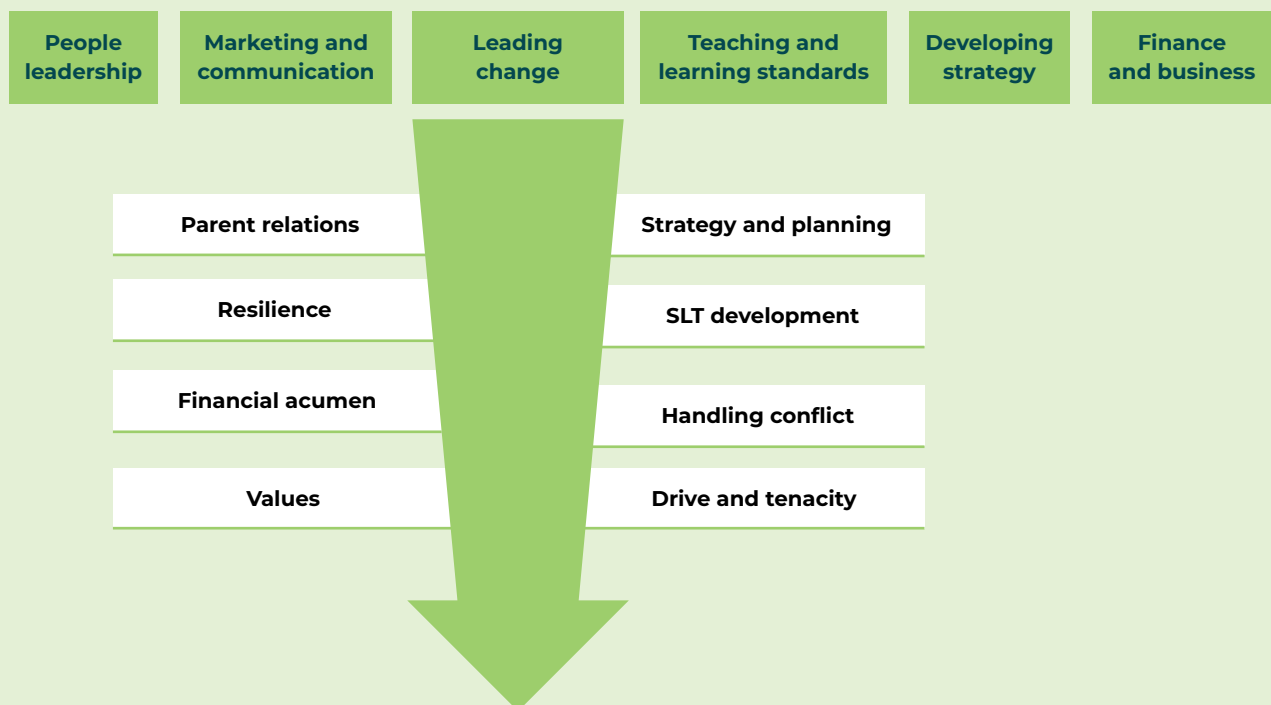 People
leadership
Marketing and
communication
Leading
change
Teaching and
learning standards
Developing
strategy
Finance
and business
Parent relations
Strategy and planning
Resilience
SLT development
Financial acumen
Handling conflict
Values
Drive and tenacity